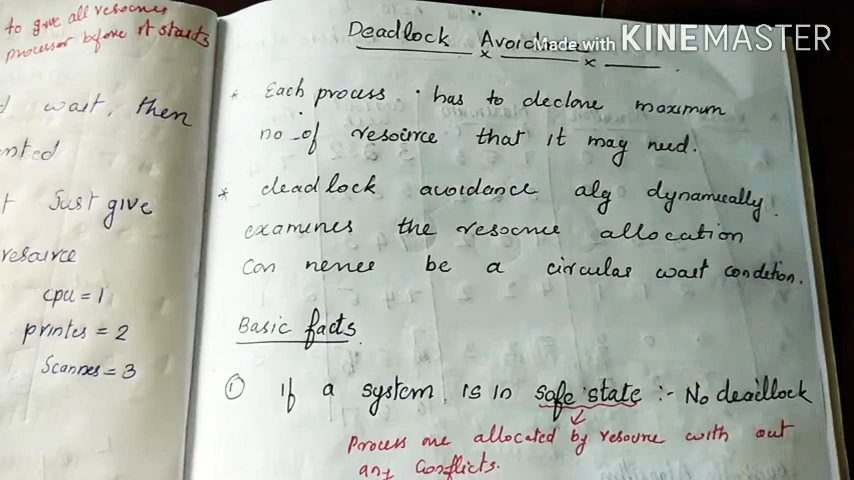 to give all resources
processor before it starts
d wait, then
nted
t Just give
resource
cpu = 1
printer = 2
Scanner = 3
Deadlock Avoidance
Made with KINEMASTER
* Each process has to declare maximum
no of resource that it may need.
* deadlock avoidance alg dynamically
examines the resource allocation
can never be a circular wait condition.
Basic facts
① If a system is in safe state :- No deadlock
Process are allocated by resource with out
any conflicts.